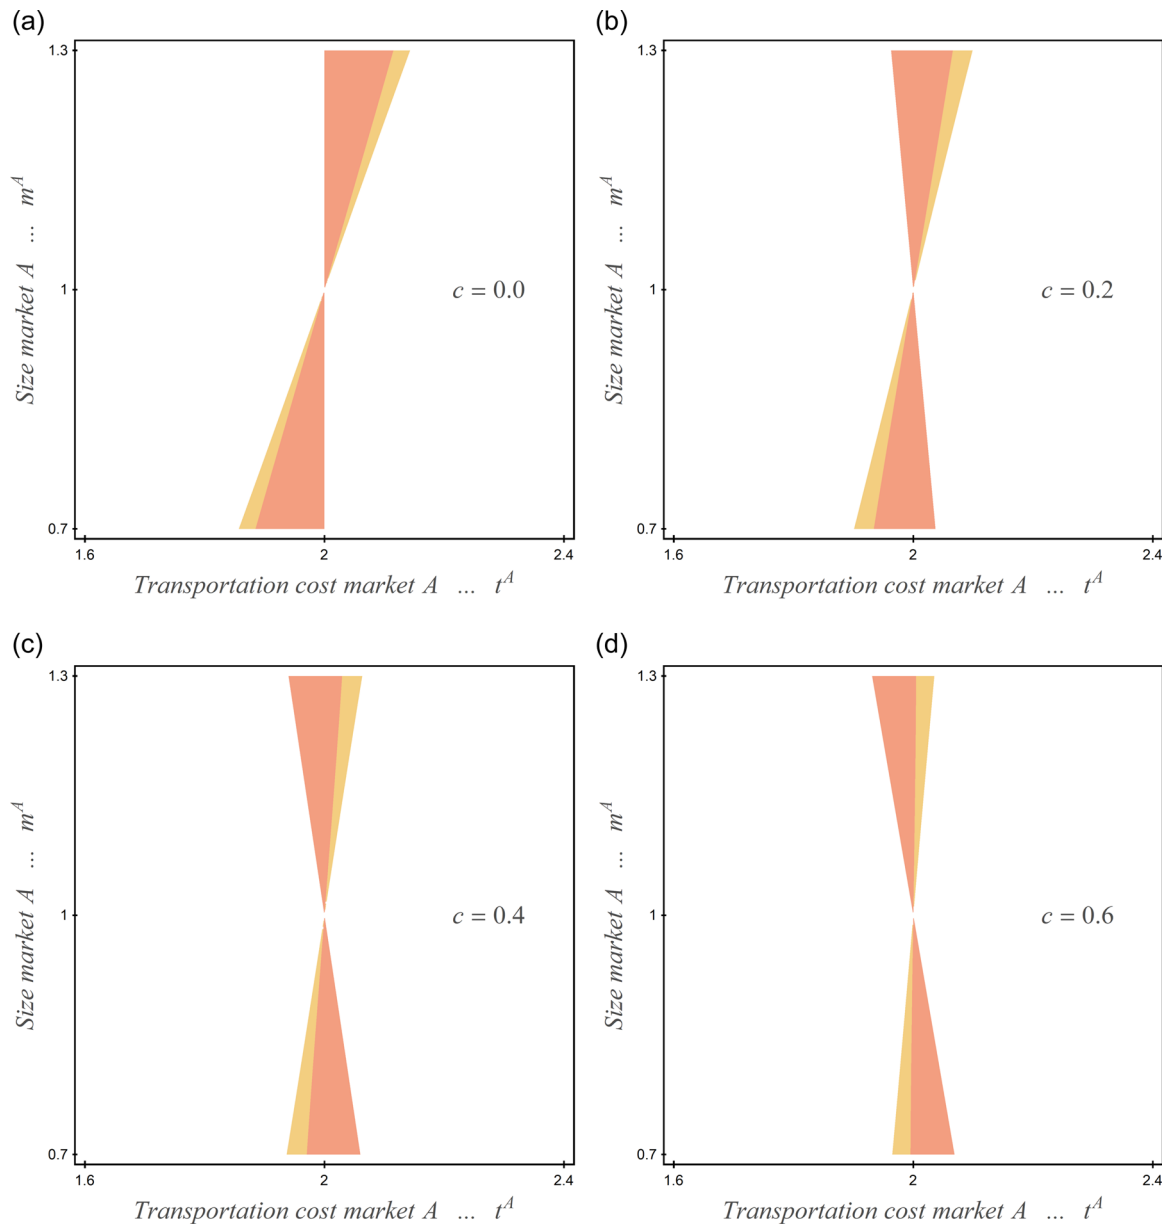 (a)
1.3
Size market A ... m^A
1
c = 0.0
0.7
1.6 2 2.4
Transportation cost market A ... t^A
(b)
1.3
Size market A ... m^A
1
c = 0.2
0.7
1.6 2 2.4
Transportation cost market A ... t^A
(c)
1.3
Size market A ... m^A
1
c = 0.4
0.7
1.6 2 2.4
Transportation cost market A ... t^A
(d)
1.3
Size market A ... m^A
1
c = 0.6
0.7
1.6 2 2.4
Transportation cost market A ... t^A